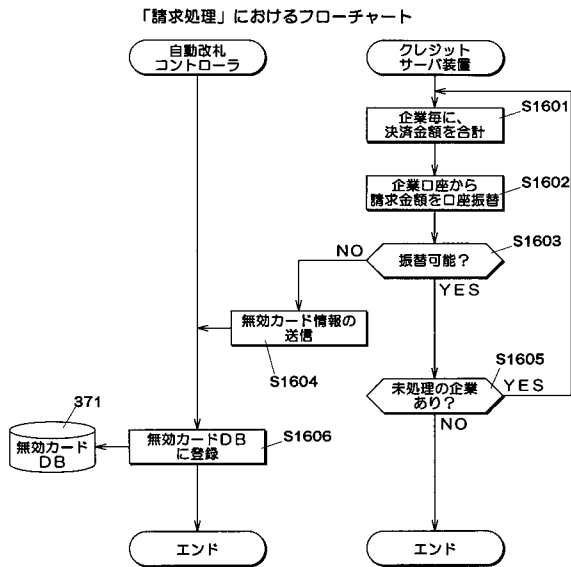 「請求処理」におけるフローチャート
自動改札
コントローラ
クレジット
サーバ装置
S1601
企業毎に、
決済金額を合計
S1602
企業口座から
請求金額を口座振替
S1603
振替可能？
NO
YES
無効カード情報の
送信
S1604
S1605
未処理の企業
あり？
YES
NO
371
無効カード
DB
S1606
無効カードDB
に登録
エンド
エンド